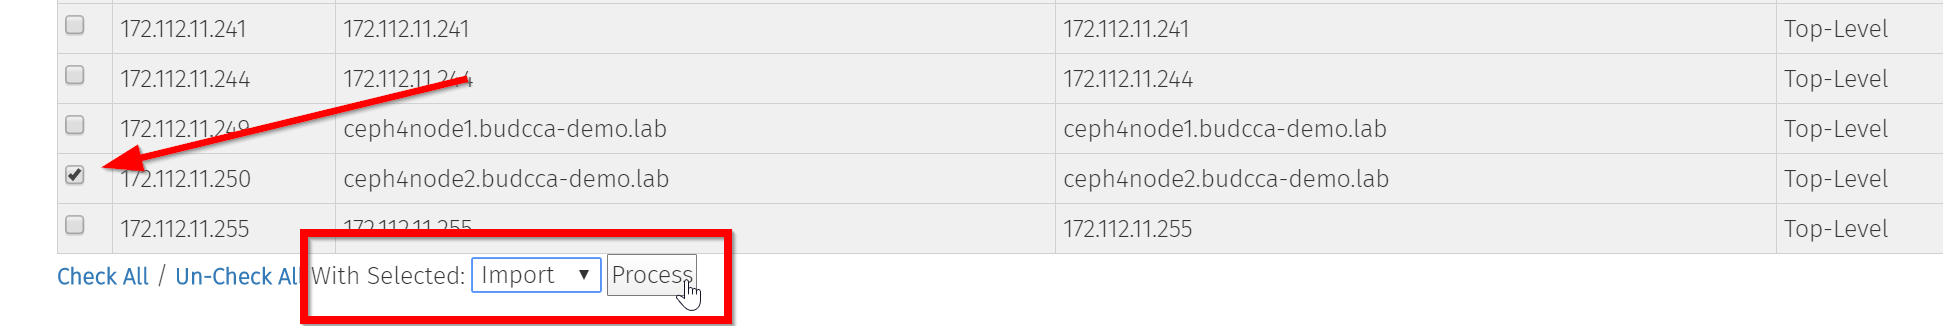 172.112.11.241 172.112.11.241 172.112.11.241 Top-Level
172.112.11.244 172.112.11.244 172.112.11.244 Top-Level
172.112.11.249 ceph4node1.budcca-demo.lab ceph4node1.budcca-demo.lab Top-Level
172.112.11.250 ceph4node2.budcca-demo.lab ceph4node2.budcca-demo.lab Top-Level
172.112.11.255 172.112.11.255 172.112.11.255 Top-Level
Check All / Un-Check All With Selected: Import Process